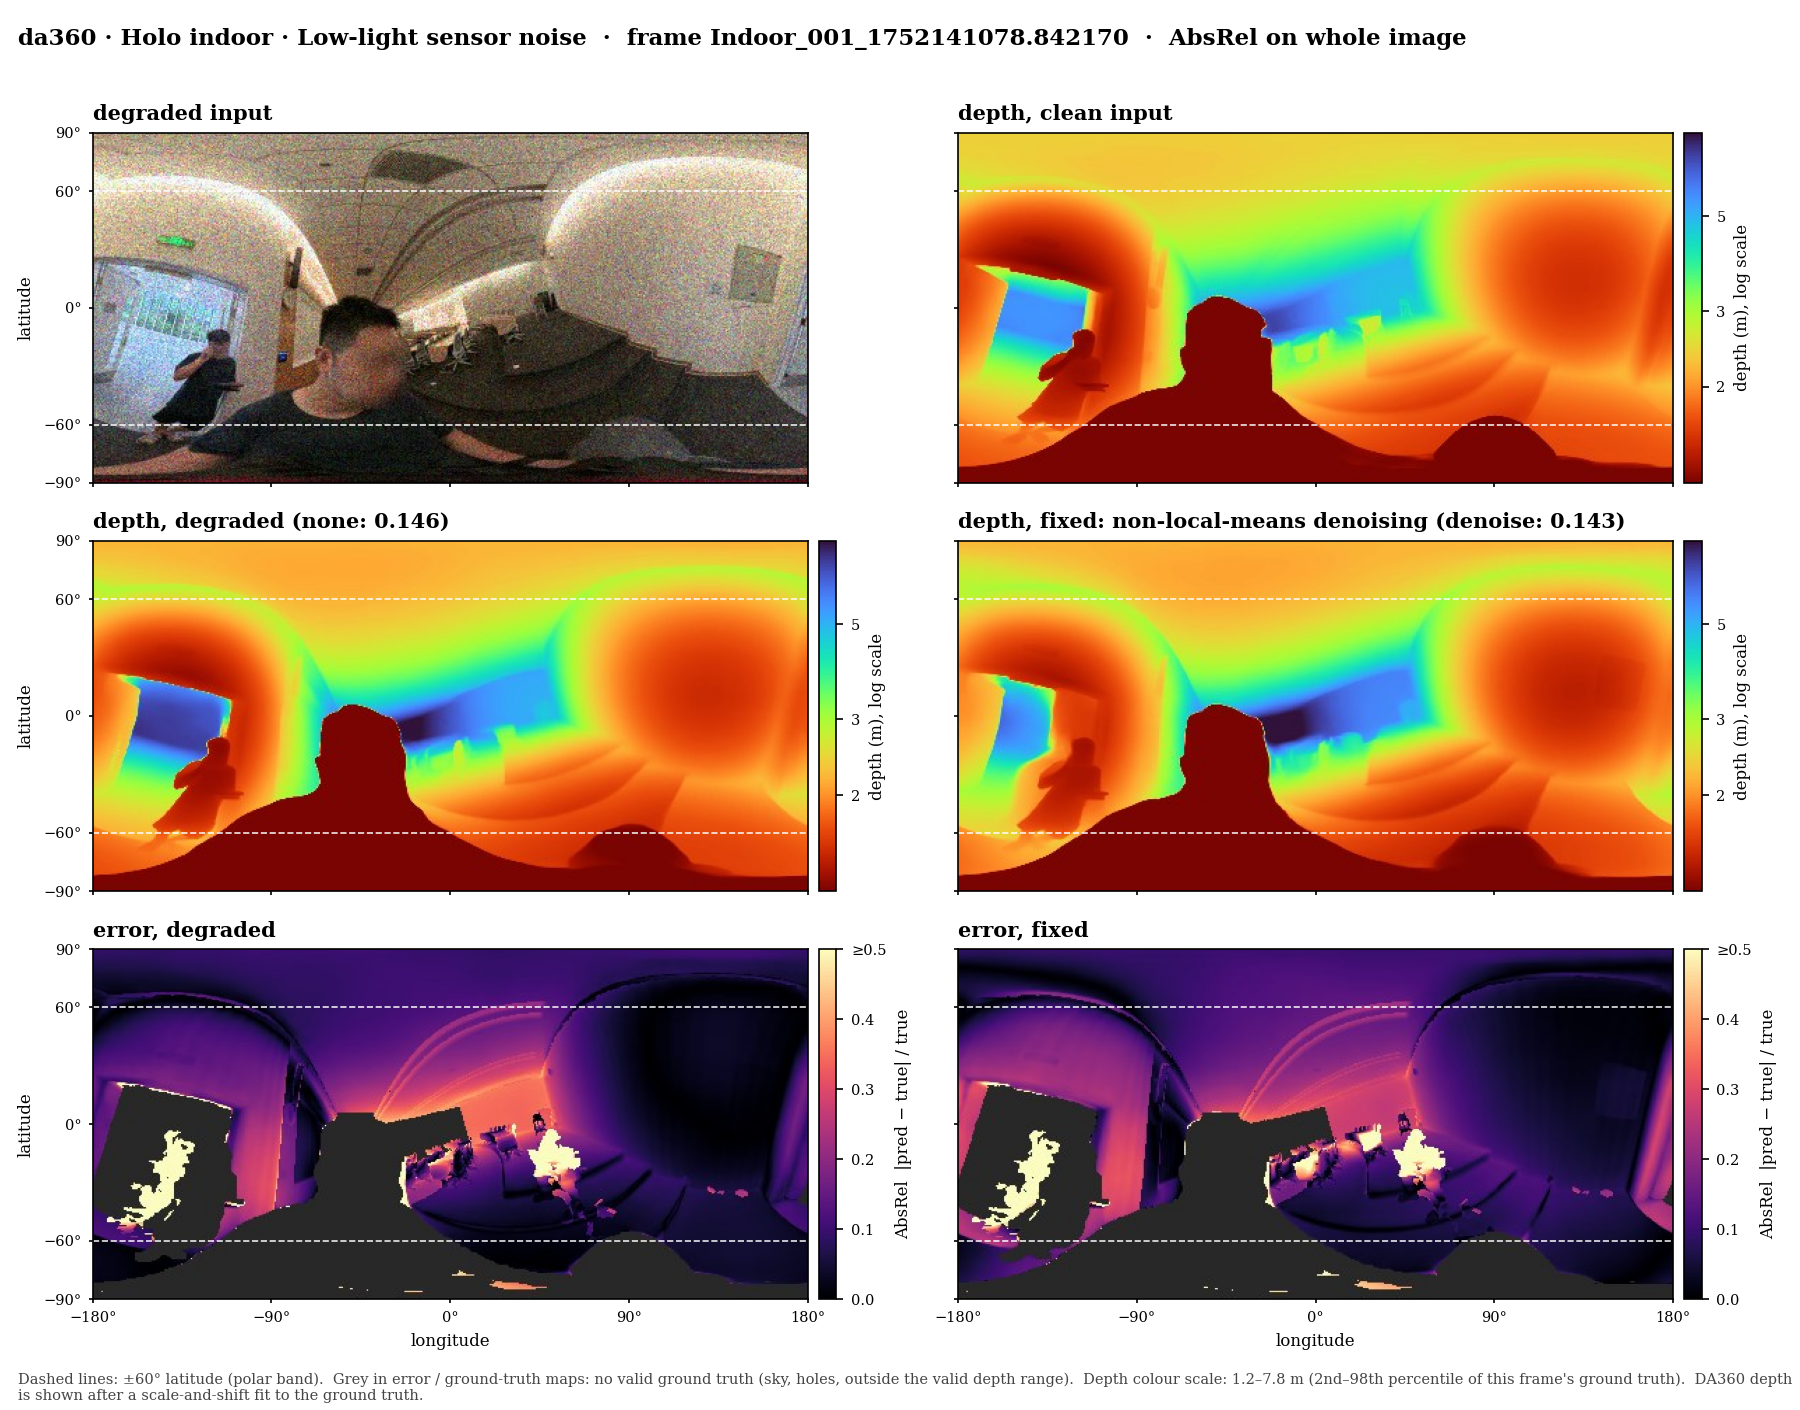 da360 · Holo indoor · Low-light sensor noise · frame Indoor_001_1752141078.842170 · AbsRel on whole image
degraded input
depth, clean input
90°
60°
0°
−60°
−90°
latitude
5
3
2
depth (m), log scale
depth, degraded (none: 0.146)
depth, fixed: non-local-means denoising (denoise: 0.143)
90°
60°
0°
−60°
−90°
latitude
5
3
2
depth (m), log scale
5
3
2
depth (m), log scale
error, degraded
error, fixed
90°
60°
0°
−60°
−90°
latitude
−180°
−90°
0°
90°
180°
longitude
≥0.5
0.4
0.3
0.2
0.1
0.0
AbsRel |pred − true| / true
−180°
−90°
0°
90°
180°
longitude
≥0.5
0.4
0.3
0.2
0.1
0.0
AbsRel |pred − true| / true
Dashed lines: ±60° latitude (polar band). Grey in error / ground-truth maps: no valid ground truth (sky, holes, outside the valid depth range). Depth colour scale: 1.2–7.8 m (2nd–98th percentile of this frame's ground truth). DA360 depth
is shown after a scale-and-shift fit to the ground truth.